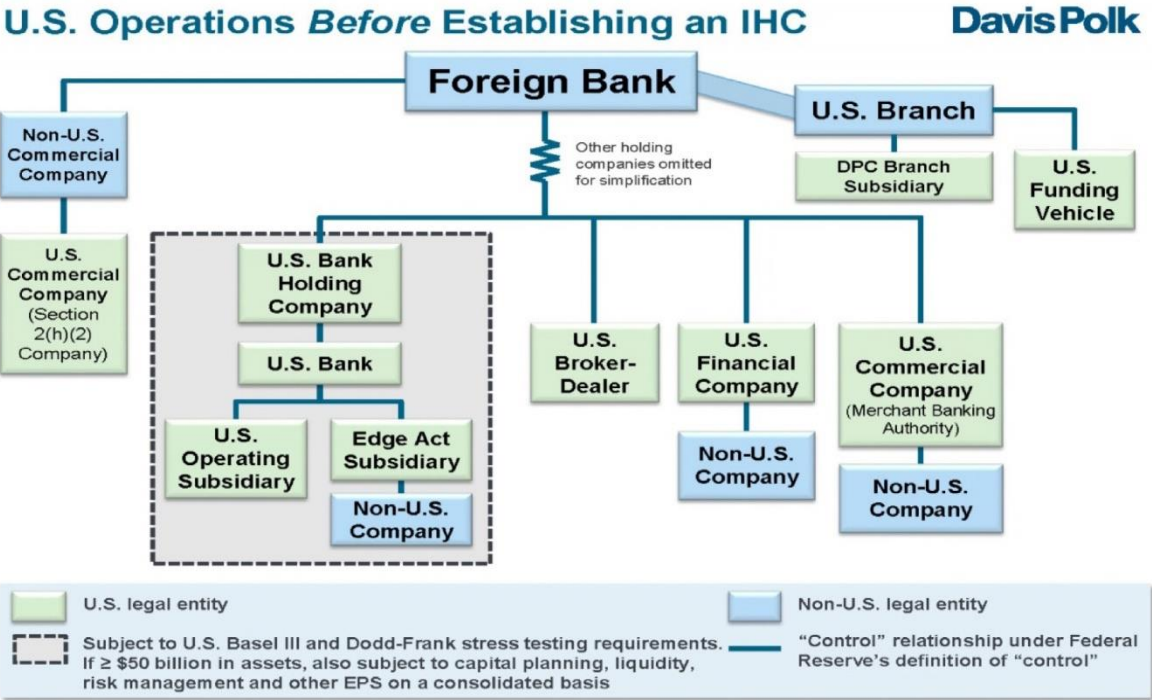 U.S. Operations Before Establishing an IHC
Davis Polk
Foreign Bank
U.S. Branch
Non-U.S.
Commercial
Company
Other holding
companies omitted
for simplification
DPC Branch
Subsidiary
U.S.
Funding
Vehicle
U.S.
Commercial
Company
(Section
2(h)(2)
Company)
U.S. Bank
Holding
Company
U.S. Bank
U.S.
Operating
Subsidiary
Edge Act
Subsidiary
Non-U.S.
Company
U.S.
Broker-
Dealer
U.S.
Financial
Company
Non-U.S.
Company
U.S.
Commercial
Company
(Merchant Banking
Authority)
Non-U.S.
Company
U.S. legal entity
Non-U.S. legal entity
Subject to U.S. Basel III and Dodd-Frank stress testing requirements.
If ≥ $50 billion in assets, also subject to capital planning, liquidity,
risk management and other EPS on a consolidated basis
“Control” relationship under Federal
Reserve’s definition of “control”